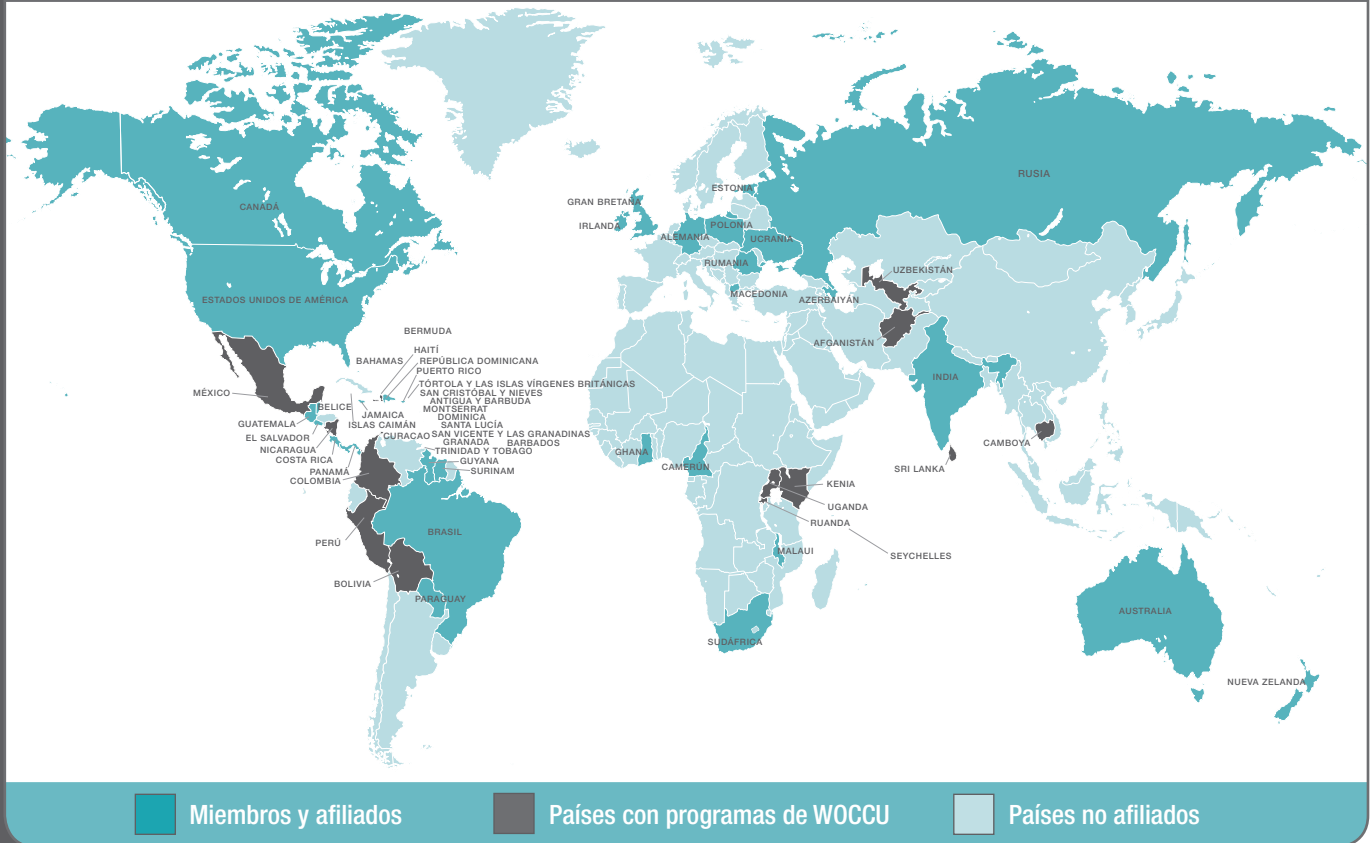 RUSIA
ESTONIA
GRAN BRETAÑA
CANADÁ
POLONIA
IRLANDA
ALEMANIA
UCRANIA
RUMANIA
UZBEKISTÁN
MACEDONIA
AZERBAIYÁN
ESTADOS UNIDOS DE AMÉRICA
BERMUDA
AFGANISTÁN
HAITÍ
BAHAMAS
REPÚBLICA DOMINICANA
PUERTO RICO
INDIA
TÓRTOLA Y LAS ISLAS VÍRGENES BRITÁNICAS
MÉXICO
SAN CRISTÓBAL Y NIEVES
ANTIGUA Y BARBUDA
BELICE
MONTSERRAT
JAMAICA
DOMINICA
GUATEMALA
ISLAS CAIMÁN
SANTA LUCÍA
EL SALVADOR
CURACAO
SAN VICENTE Y LAS GRANADINAS
GRANADA
BARBADOS
CAMBOYA
NICARAGUA
TRINIDAD Y TOBAGO
GHANA
COSTA RICA
GUYANA
CAMERÚN
SRI LANKA
PANAMÁ
SURINAM
COLOMBIA
KENIA
UGANDA
RUANDA
BRASIL
PERÚ
MALAUI
SEYCHELLES
BOLIVIA
PARAGUAY
AUSTRALIA
SUDÁFRICA
NUEVA ZELANDA
Miembros y afiliados
Países con programas de WOCCU
Países no afiliados